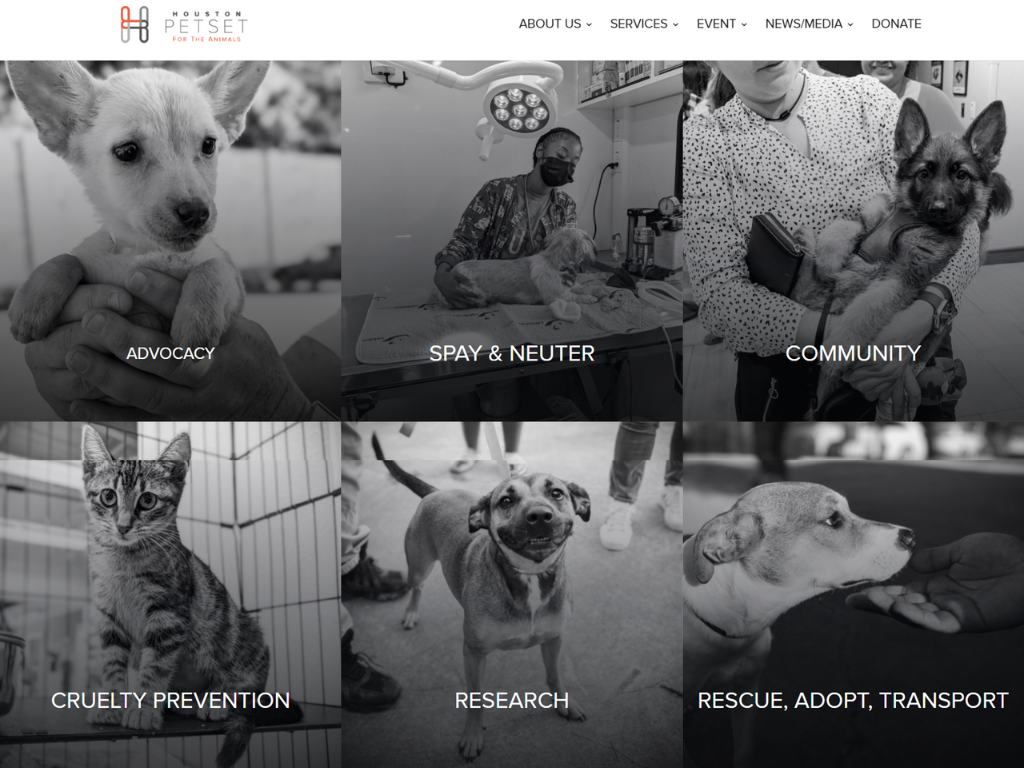 HOUSTON
PETSET
FOR THE ANIMALS
ABOUT US
SERVICES
EVENT
NEWS/MEDIA
DONATE
ADVOCACY
SPAY & NEUTER
COMMUNITY
CRUELTY PREVENTION
RESEARCH
RESCUE, ADOPT, TRANSPORT